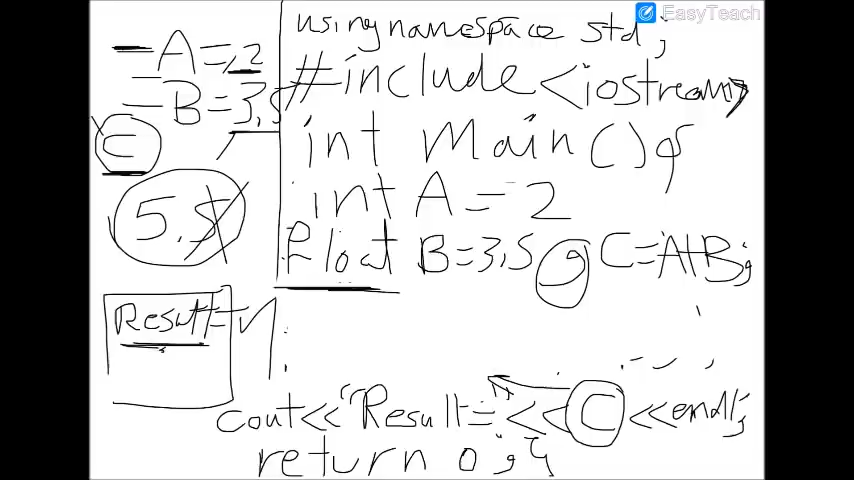 EasyTeach
A=2
B=3,5
C
5,5
Result=
using namespace std;
#include <iostream>
int Main(){
int A=2
float B=3,5 , C=A+B;
cout<<"Result="<<C<<endl;
return 0;}